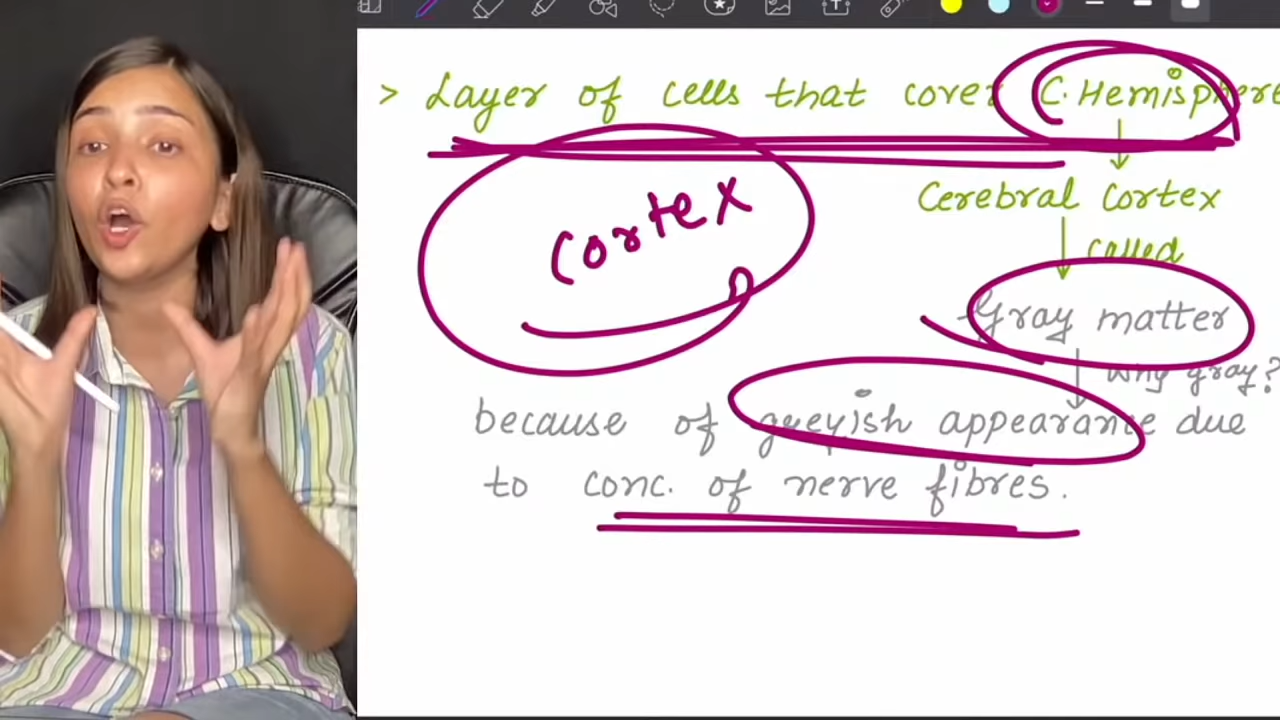 > Layer of cells that cover C. Hemisphere
Cortex
Cerebral Cortex
called
Gray matter
why gray?
because of greyish appearance due
to conc. of nerve fibres.